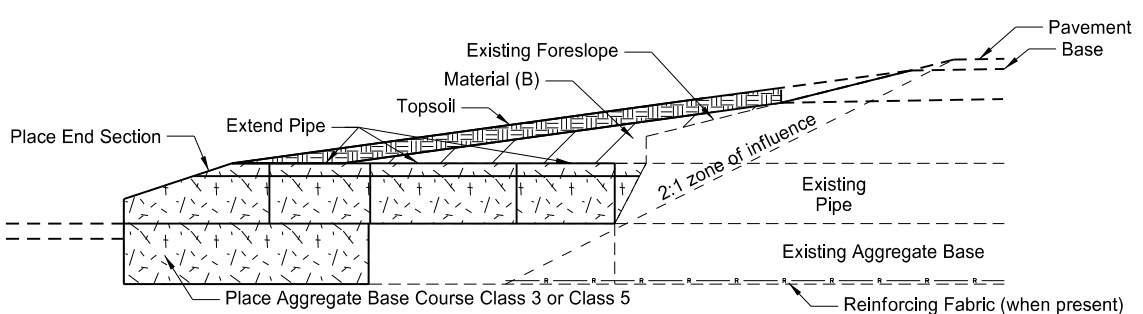 Pavement
Base
Existing Foreslope
Material (B)
Topsoil
Extend Pipe
Place End Section
2:1 zone of influence
Existing
Pipe
Existing Aggregate Base
R R R R R R R R
Place Aggregate Base Course Class 3 or Class 5
Reinforcing Fabric (when present)